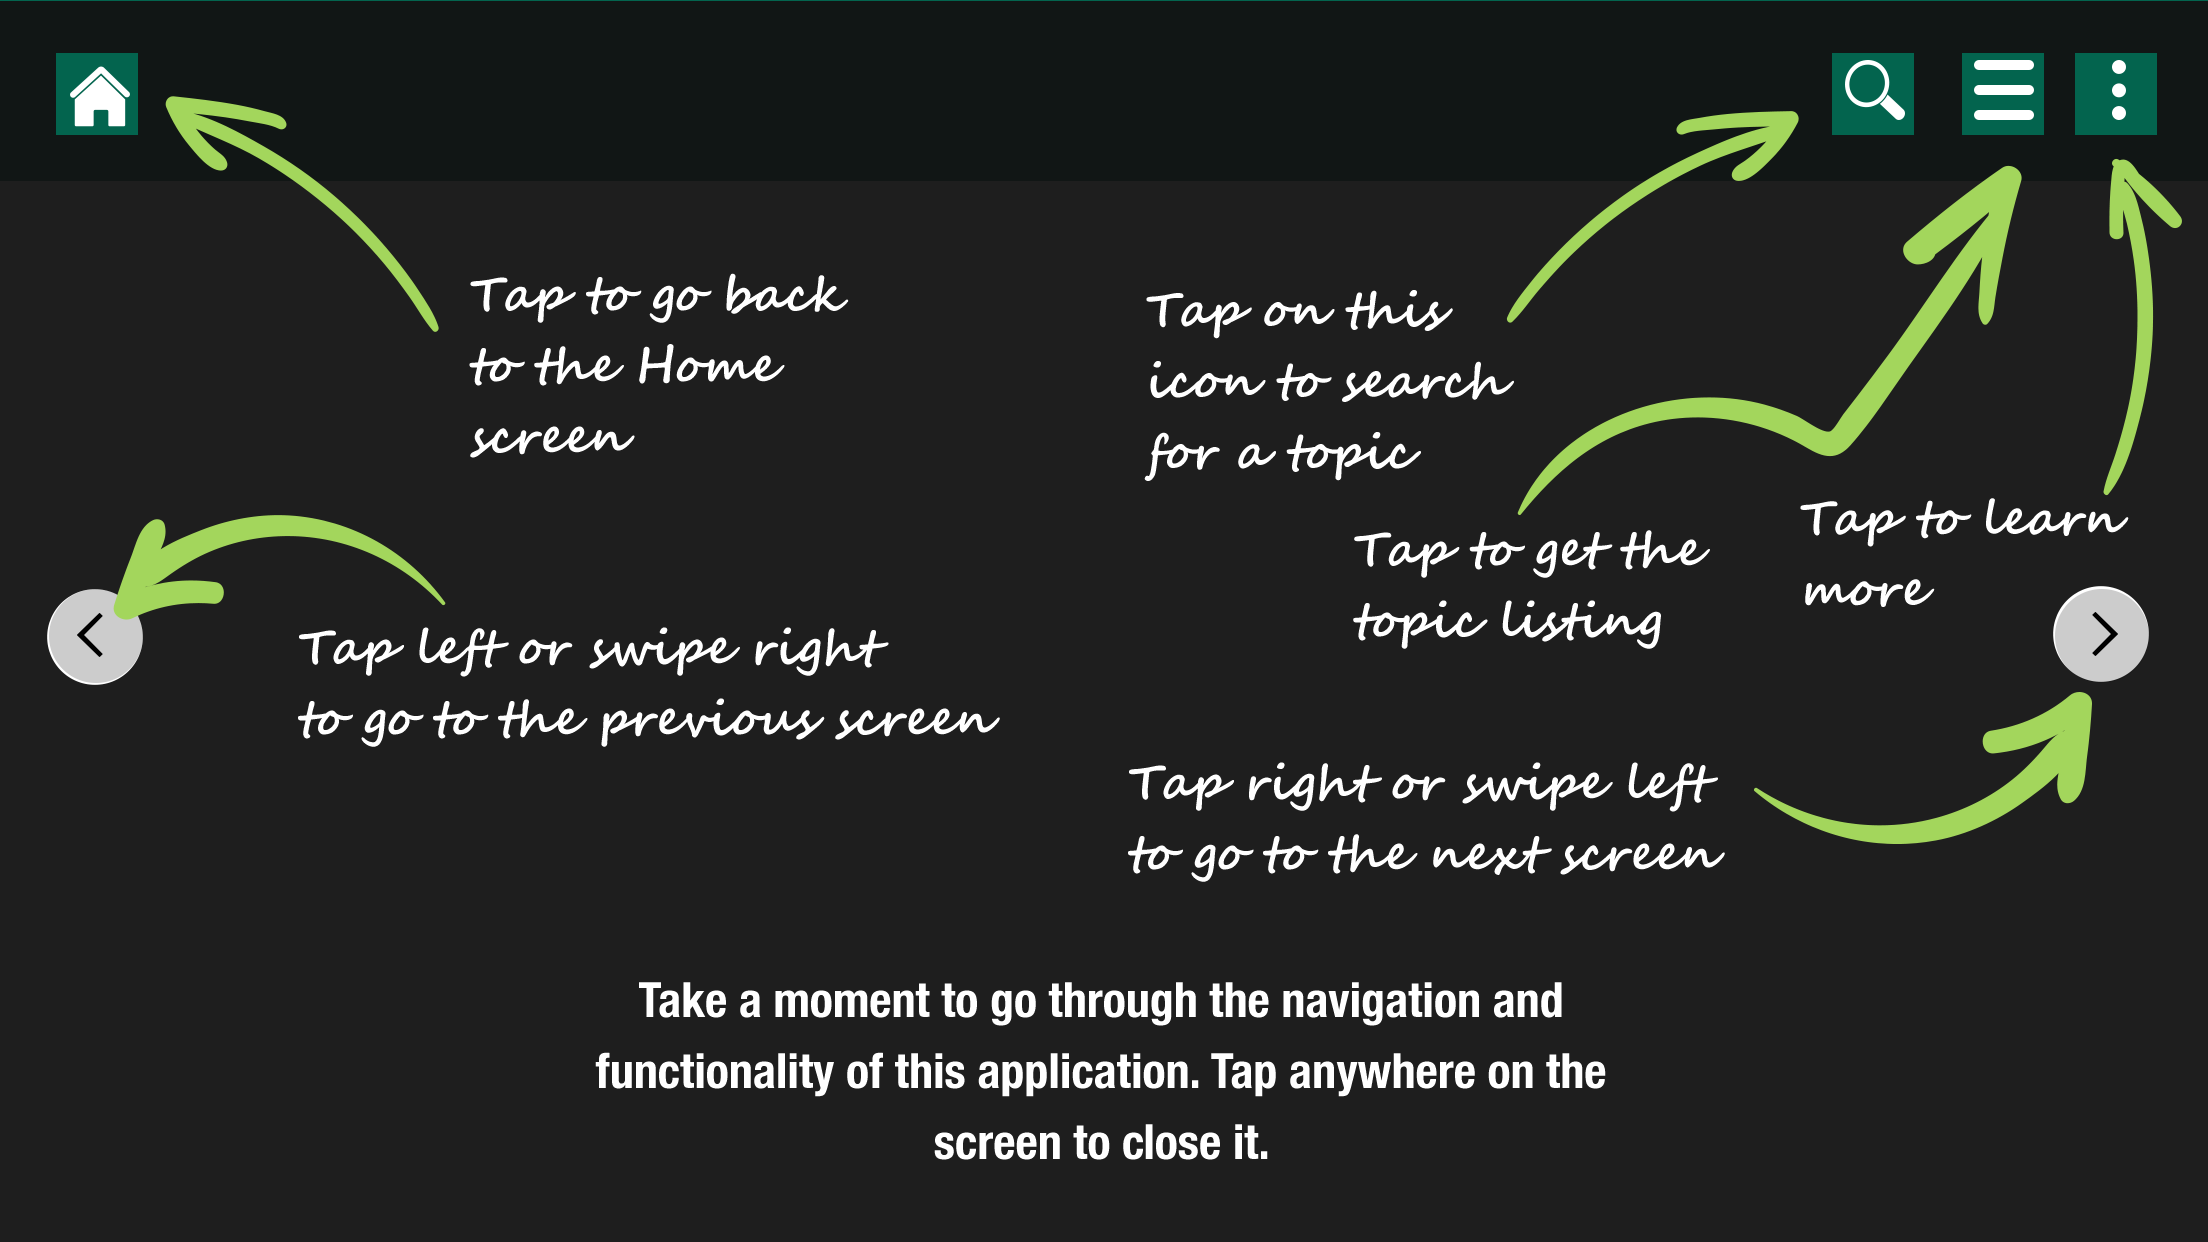 Tap to go back
to the Home
screen
Tap on this
icon to search
for a topic
Tap to get the
topic listing
Tap to learn
more
Tap left or swipe right
to go to the previous screen
Tap right or swipe left
to go to the next screen
Take a moment to go through the navigation and
functionality of this application. Tap anywhere on the
screen to close it.